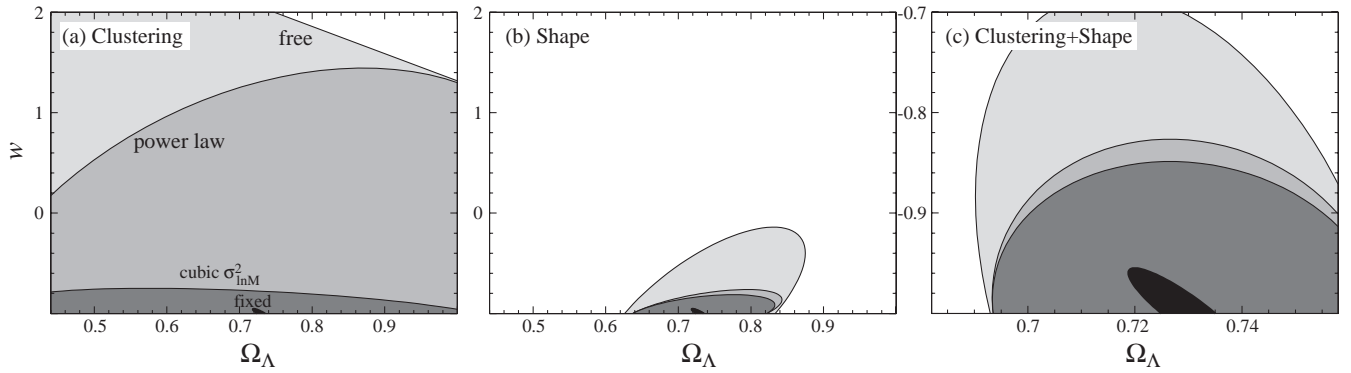 (a) Clustering
free
power law
cubic σ²lnM
fixed
w
2
1
0
0.5 0.6 0.7 0.8 0.9
ΩΛ
(b) Shape
2
1
0
0.5 0.6 0.7 0.8 0.9
ΩΛ
(c) Clustering+Shape
-0.7
-0.8
-0.9
0.7 0.72 0.74
ΩΛ